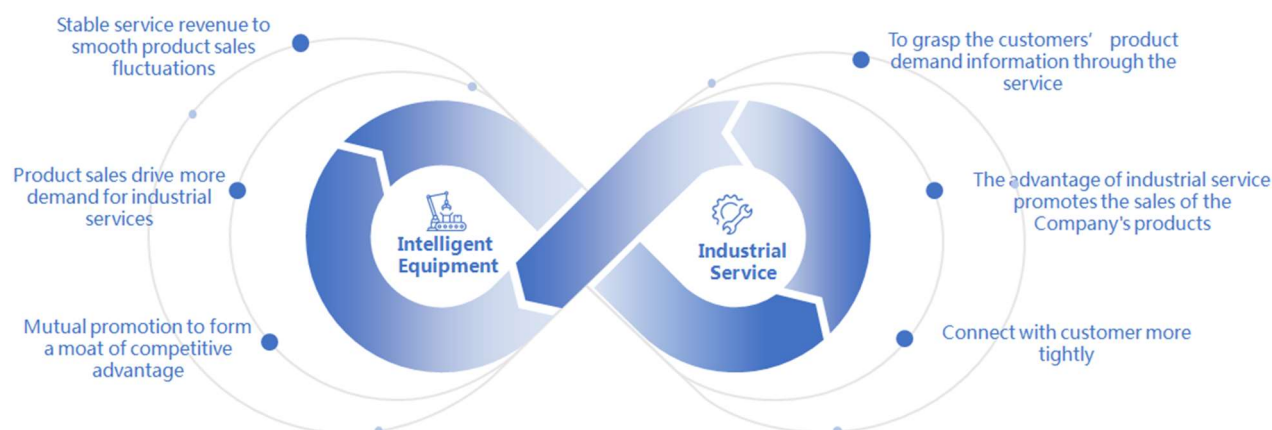 Stable service revenue to
smooth product sales
fluctuations
Product sales drive more
demand for industrial
services
Mutual promotion to form
a moat of competitive
advantage
Intelligent
Equipment
Industrial
Service
To grasp the customers’ product
demand information through the
service
The advantage of industrial service
promotes the sales of the
Company's products
Connect with customer more
tightly